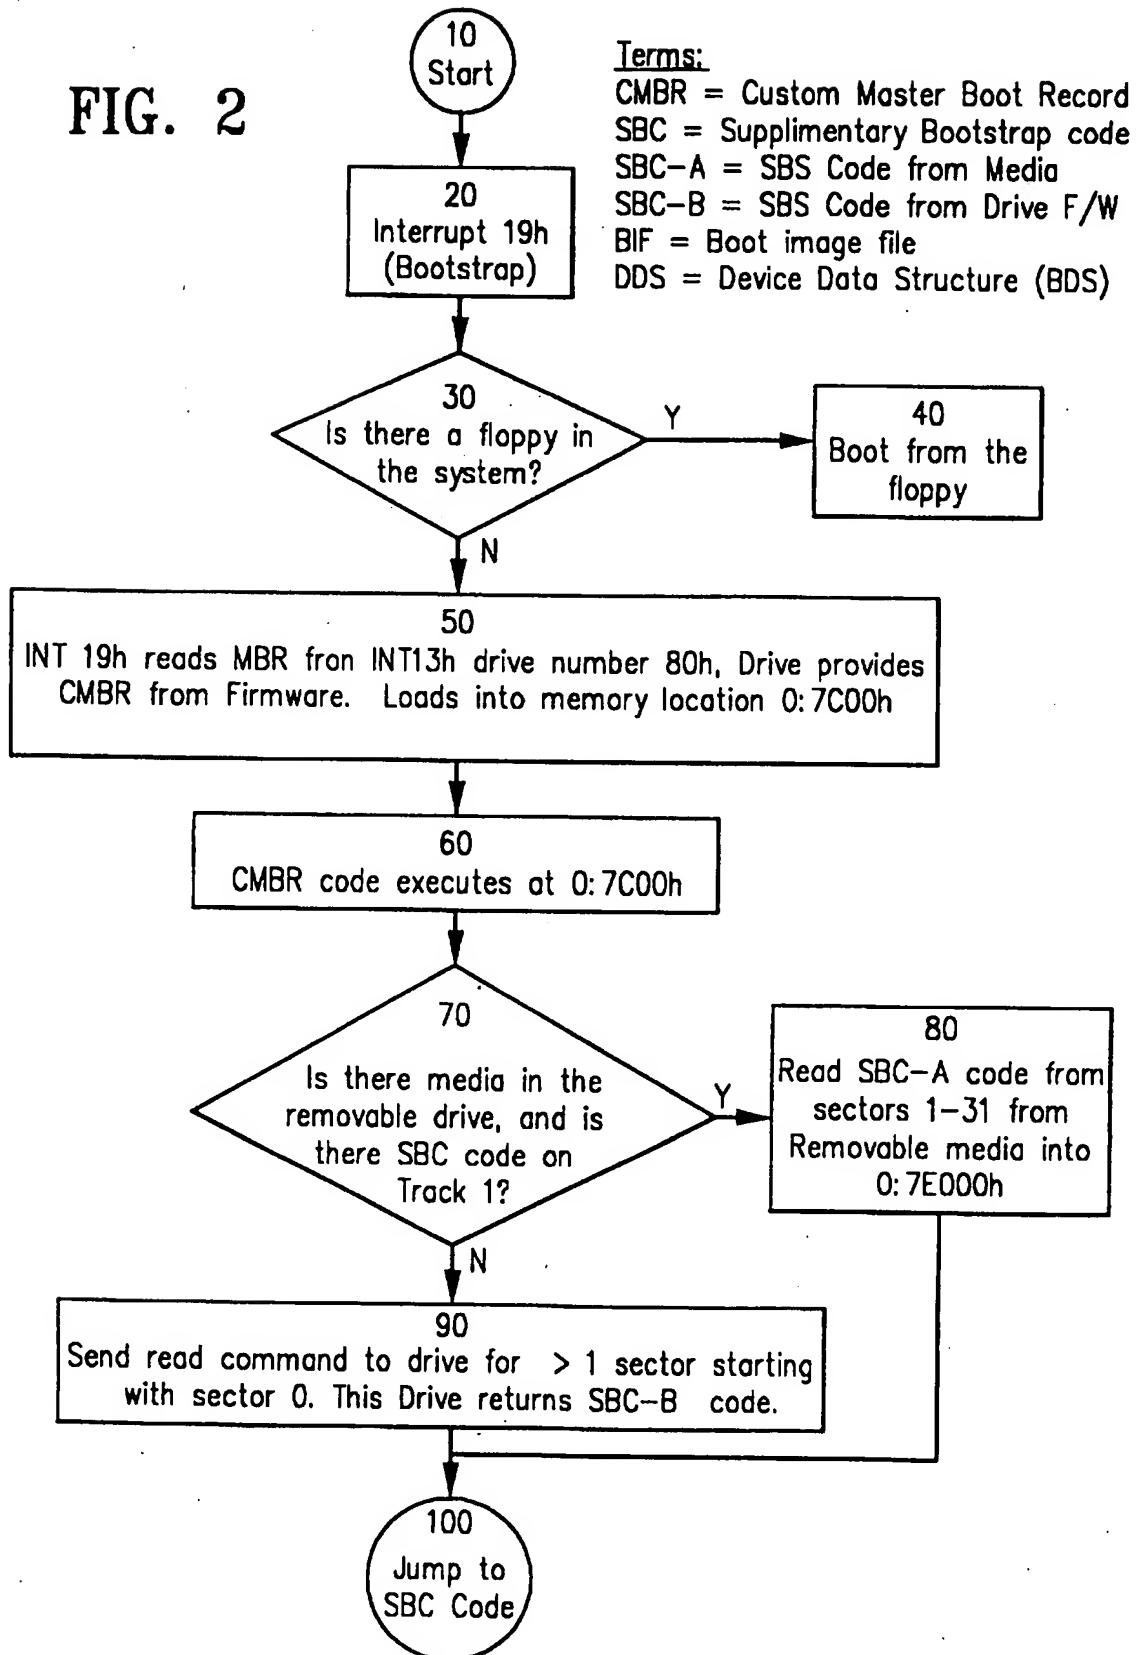 FIG. 2
10
Start
Terms:
CMBR = Custom Master Boot Record
SBC = Supplimentary Bootstrap code
SBC-A = SBS Code from Media
SBC-B = SBS Code from Drive F/W
BIF = Boot image file
DDS = Device Data Structure (BDS)
20
Interrupt 19h
(Bootstrap)
30
Is there a floppy in
the system?
Y
40
Boot from the
floppy
N
50
INT 19h reads MBR fron INT13h drive number 80h, Drive provides
CMBR from Firmware. Loads into memory location 0:7C00h
60
CMBR code executes at 0:7C00h
70
Is there media in the
removable drive, and is
there SBC code on
Track 1?
Y
80
Read SBC-A code from
sectors 1-31 from
Removable media into
0:7E000h
N
90
Send read command to drive for > 1 sector starting
with sector 0. This Drive returns SBC-B code.
100
Jump to
SBC Code